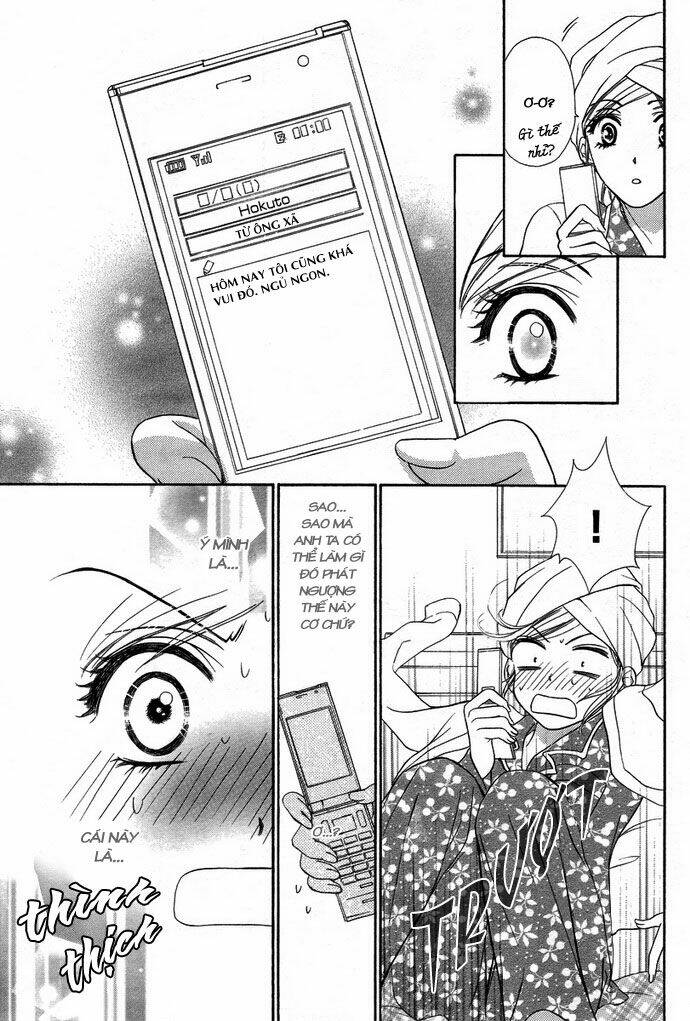 Ơ-Ơ?
Gì thế
nhỉ?
11:00
/ ( )
Hokuto
TỪ ÔNG XÃ
HÔM NAY TÔI CŨNG KHÁ
VUI ĐÓ. NGỦ NGON.
!
TRƯỢT
SAO...
SAO MÀ
ANH TA CÓ
THỂ LÀM GÌ
ĐÓ PHÁT
NGƯỢNG
THẾ NÀY
CƠ CHỨ?
Ơ...?
Ý MÌNH
LÀ...
CÁI NÀY
LÀ...
thình
thịch